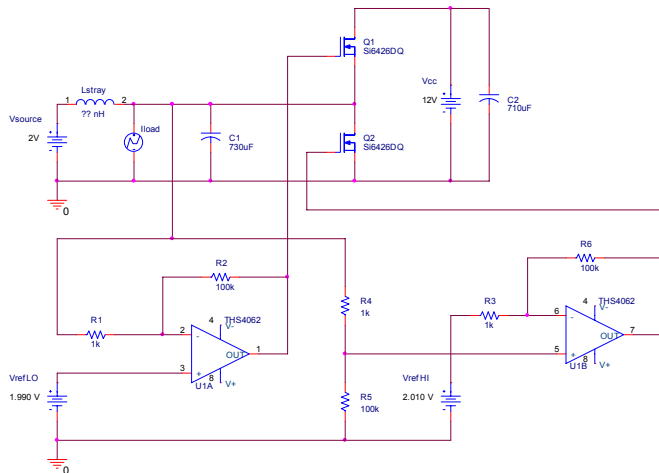 Q1
Si6426DQ
Lstray
1
2
?? nH
Vsource
2V
Iload
C1
730uF
Q2
Si6426DQ
Vcc
12V
C2
710uF
0
R2
100k
R1
1k
4
THS4062
V-
2
-
OUT
1
3
+
8
V+
U1A
Vref LO
1.990 V
R4
1k
R5
100k
R6
100k
R3
1k
4
THS4062
V-
6
-
OUT
7
5
+
8
V+
U1B
Vref HI
2.010 V
0